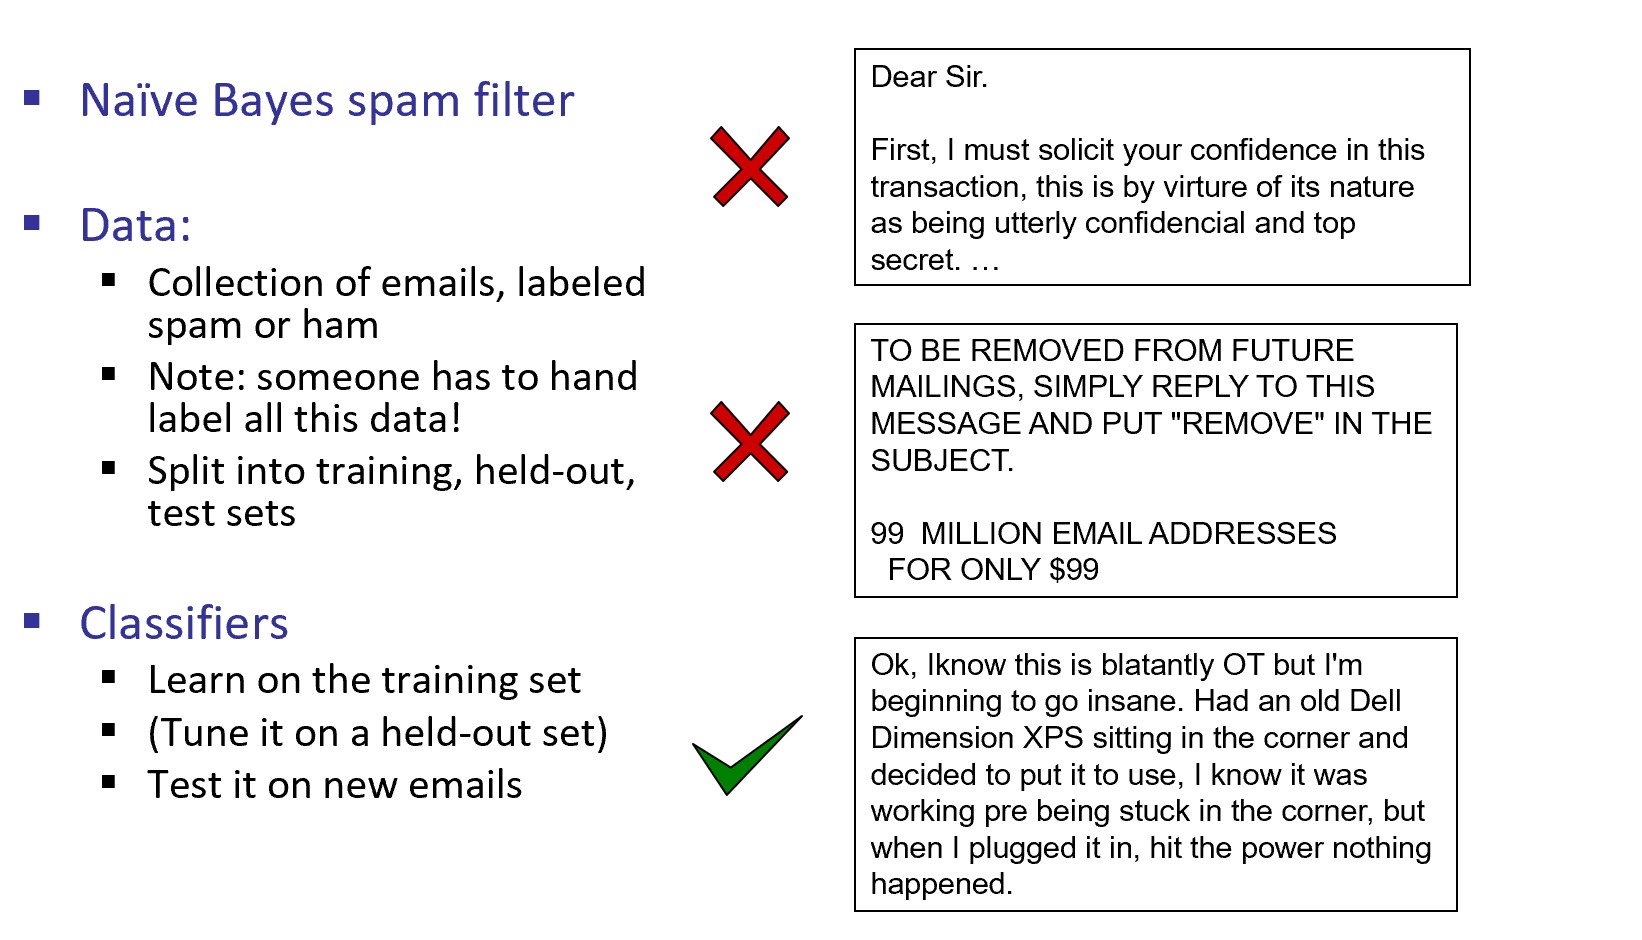 Naïve Bayes spam filter
Data:
Collection of emails, labeled
spam or ham
Note: someone has to hand
label all this data!
Split into training, held-out,
test sets
Classifiers
Learn on the training set
(Tune it on a held-out set)
Test it on new emails
Dear Sir.
First, I must solicit your confidence in this
transaction, this is by virture of its nature
as being utterly confidencial and top
secret. …
TO BE REMOVED FROM FUTURE
MAILINGS, SIMPLY REPLY TO THIS
MESSAGE AND PUT "REMOVE" IN THE
SUBJECT.
99  MILLION EMAIL ADDRESSES
FOR ONLY $99
Ok, Iknow this is blatantly OT but I'm
beginning to go insane. Had an old Dell
Dimension XPS sitting in the corner and
decided to put it to use, I know it was
working pre being stuck in the corner, but
when I plugged it in, hit the power nothing
happened.